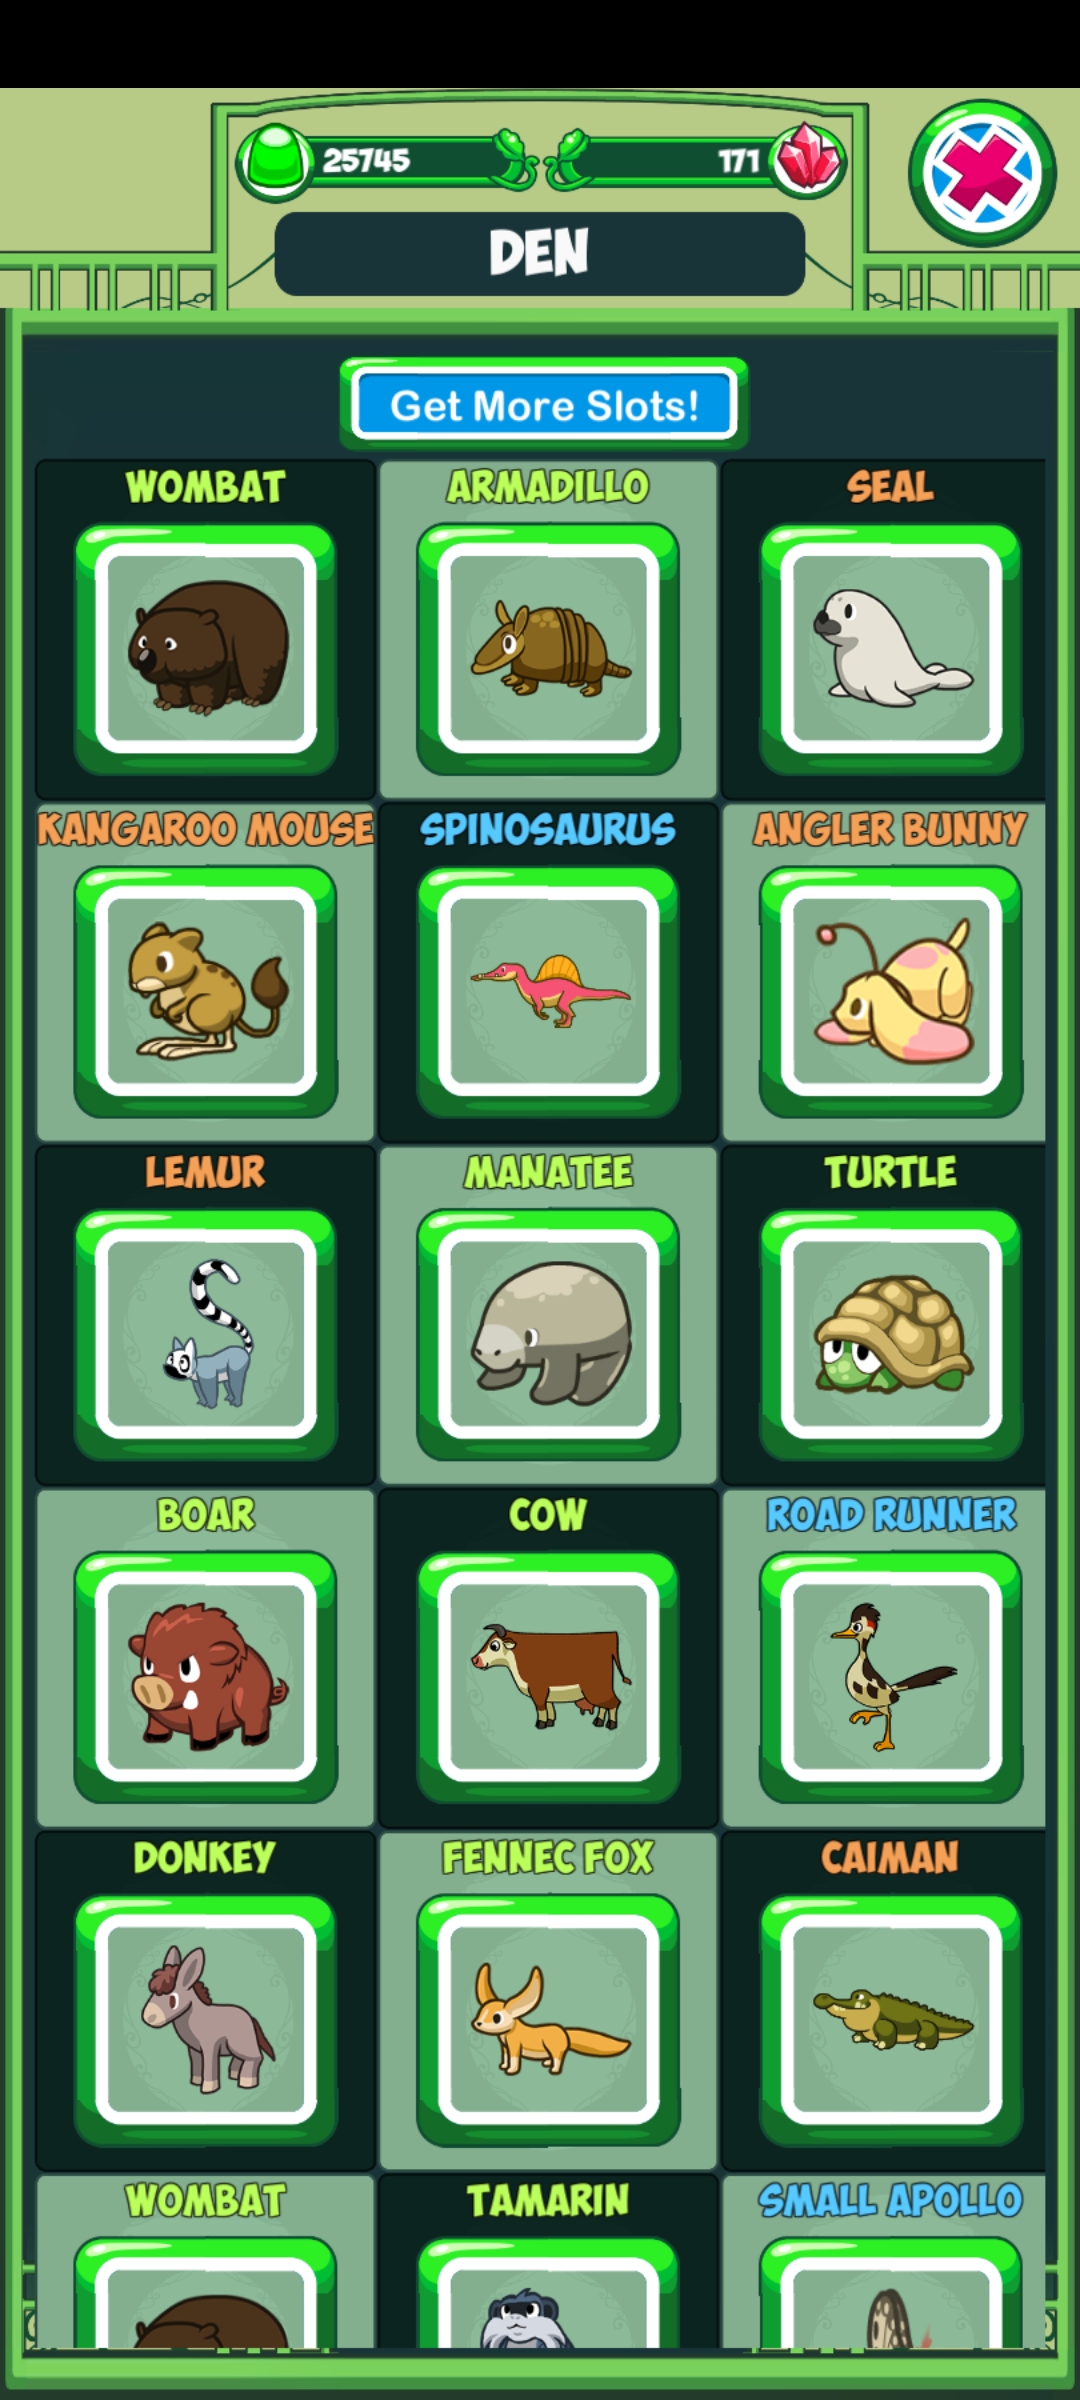 25745
171
DEN
Get More Slots!
WOMBAT
ARMADILLO
SEAL
KANGAROO MOUSE
SPINOSAURUS
ANGLER BUNNY
LEMUR
MANATEE
TURTLE
BOAR
COW
ROAD RUNNER
DONKEY
FENNEC FOX
CAIMAN
WOMBAT
TAMARIN
SMALL APOLLO